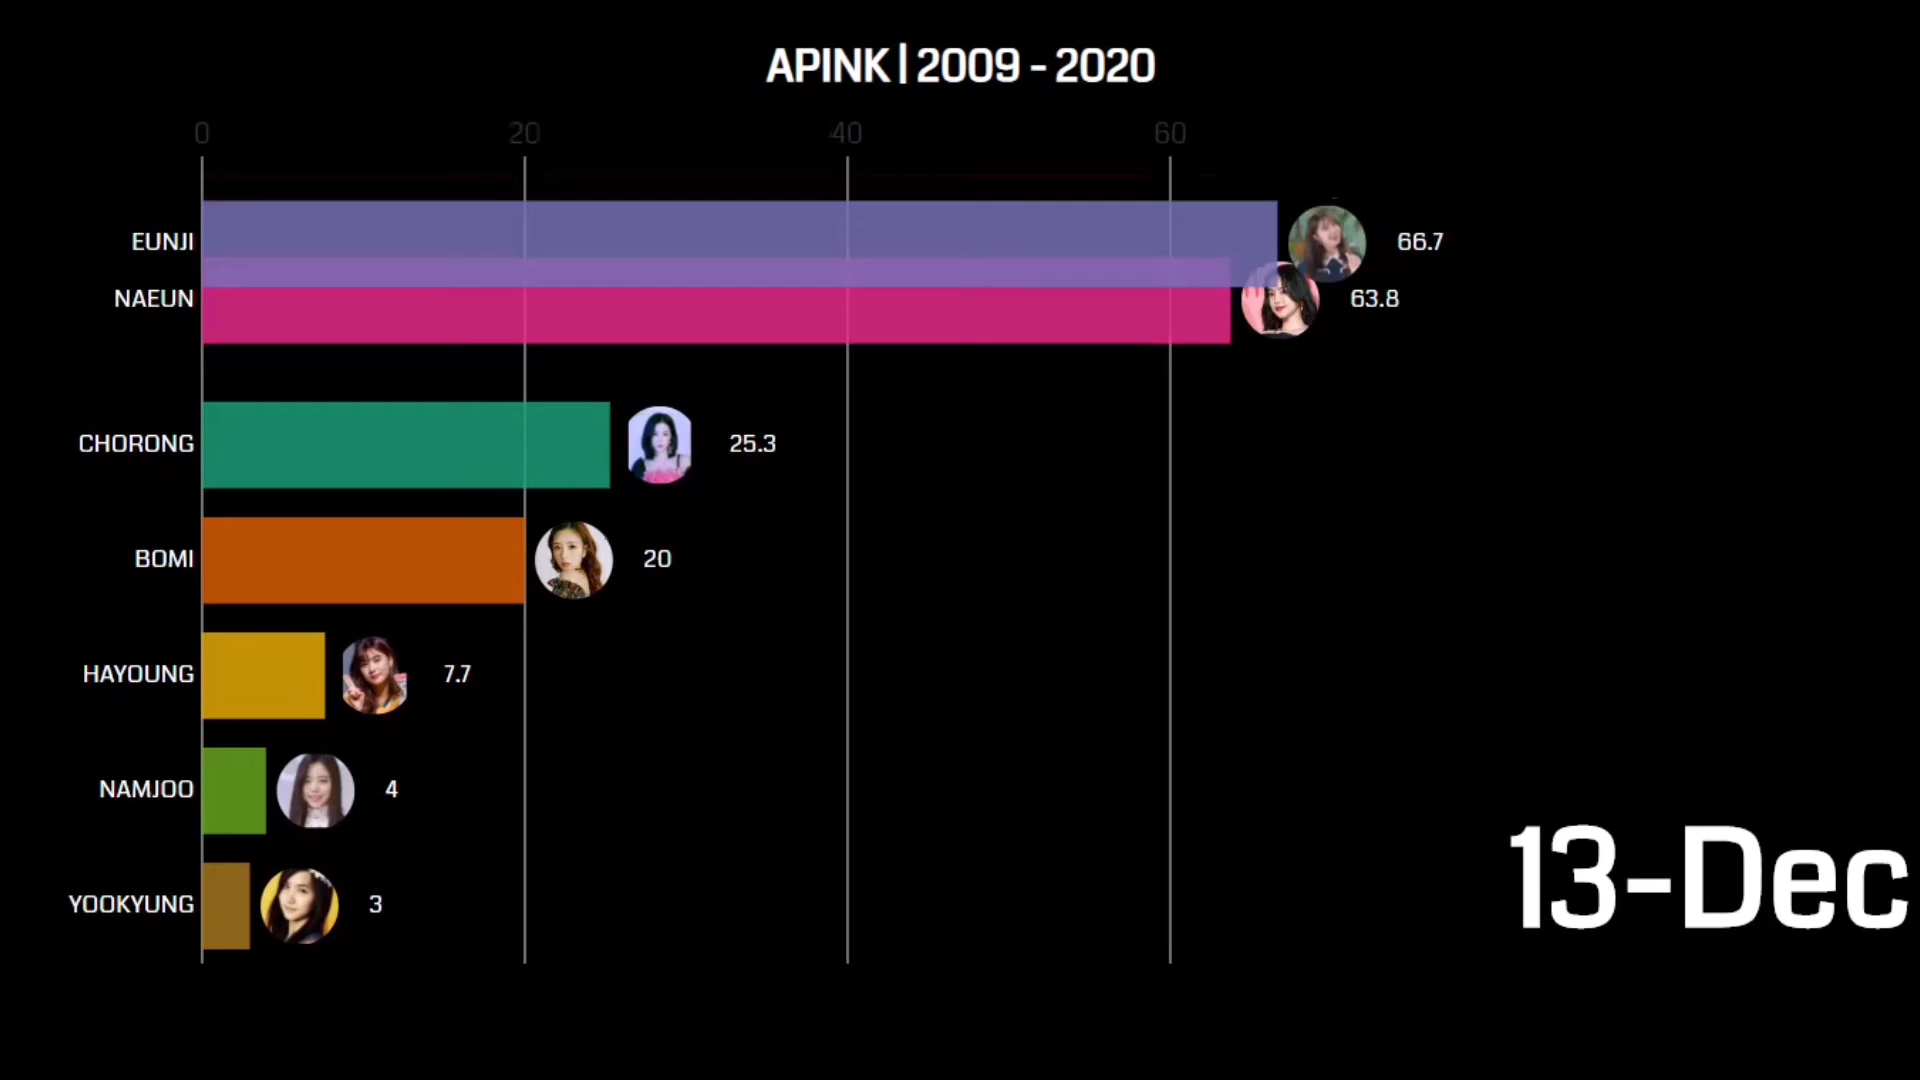 APINK | 2009 - 2020
0 20 40 60
EUNJI 66.7
NAEUN 63.8
CHORONG 25.3
BOMI 20
HAYOUNG 7.7
NAMJOO 4
YOOKYUNG 3
13-Dec